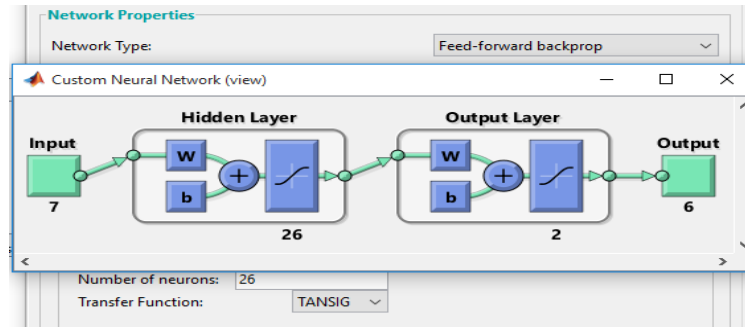 Network Properties
Network Type: Feed-forward backprop
Custom Neural Network (view)
Hidden Layer Output Layer
Input Output
W W
b b
7 6
26 2
Number of neurons: 26
Transfer Function: TANSIG